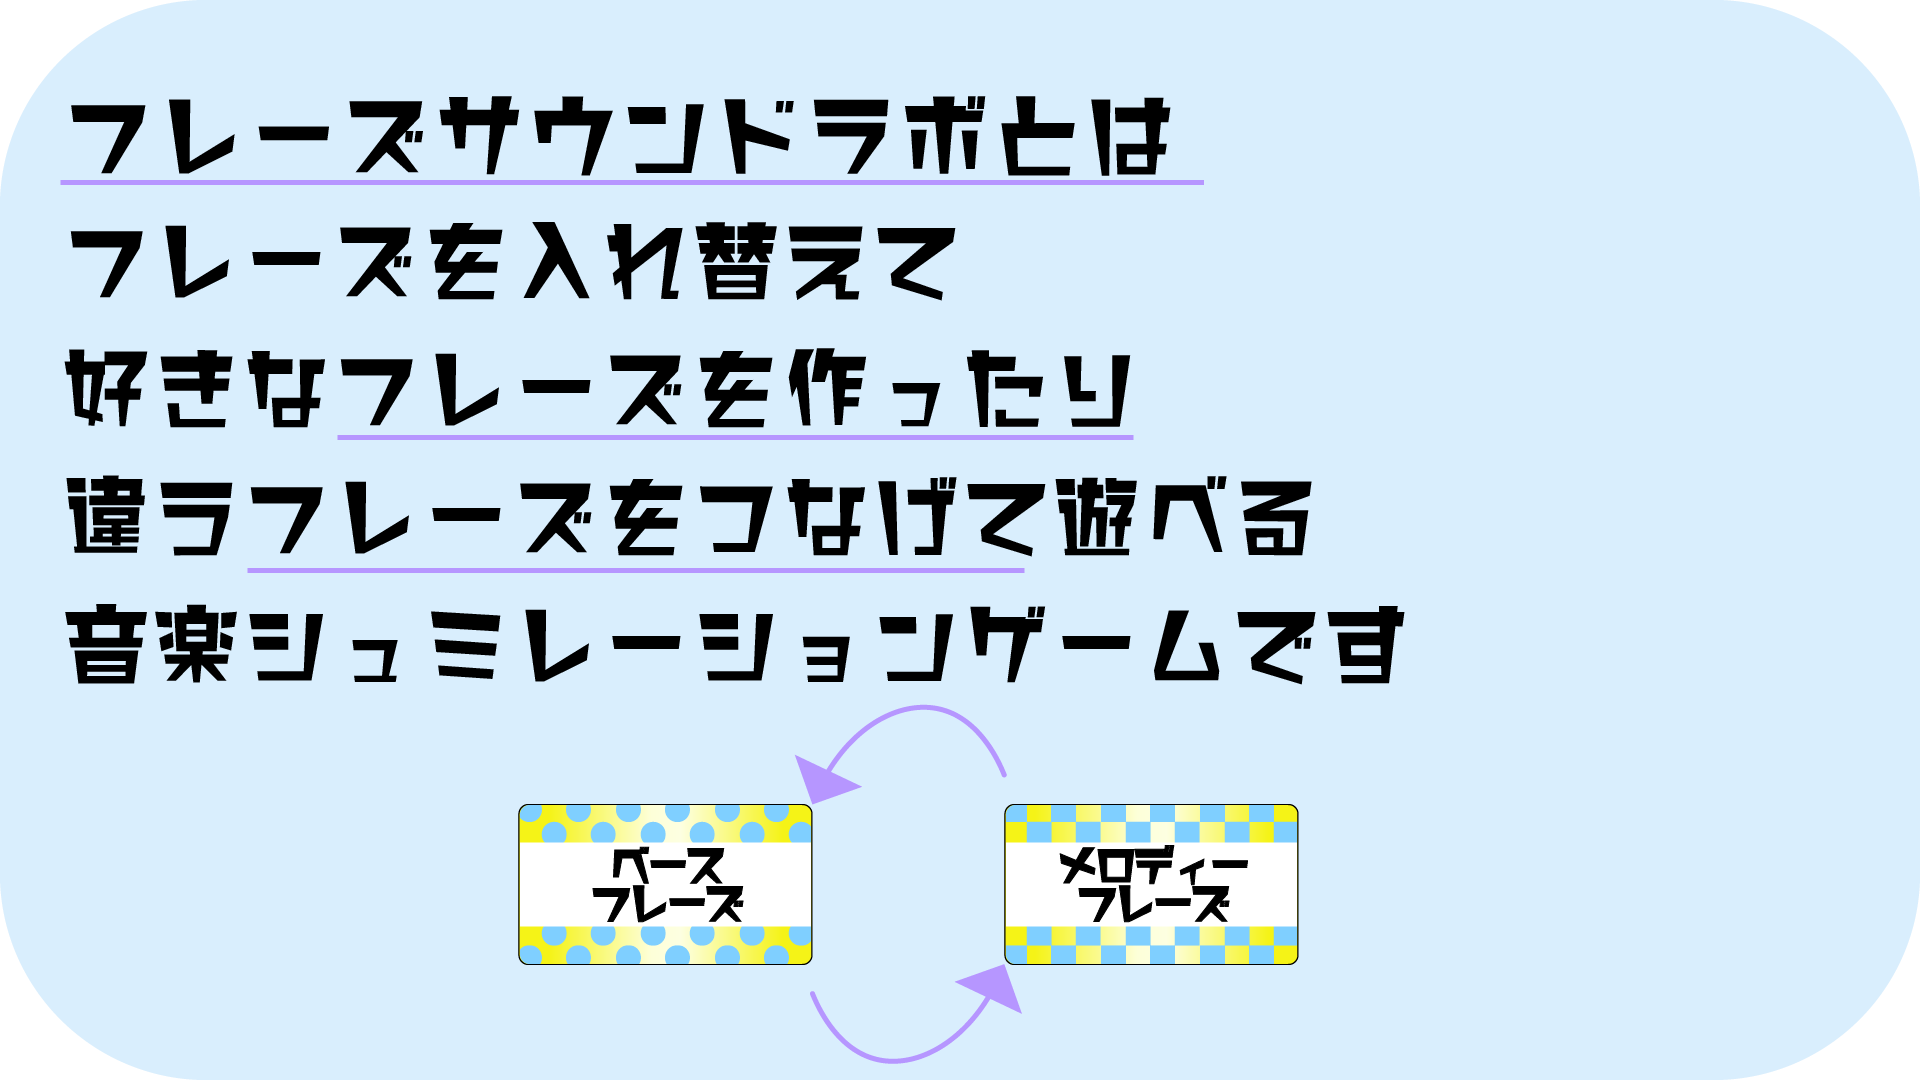 フレーズサウンドラボとは
フレーズを入れ替えて
好きなフレーズを作ったり
違うフレーズをつなげて遊べる
音楽シュミレーションゲームです
ベース
フレーズ
メロディー
フレーズ